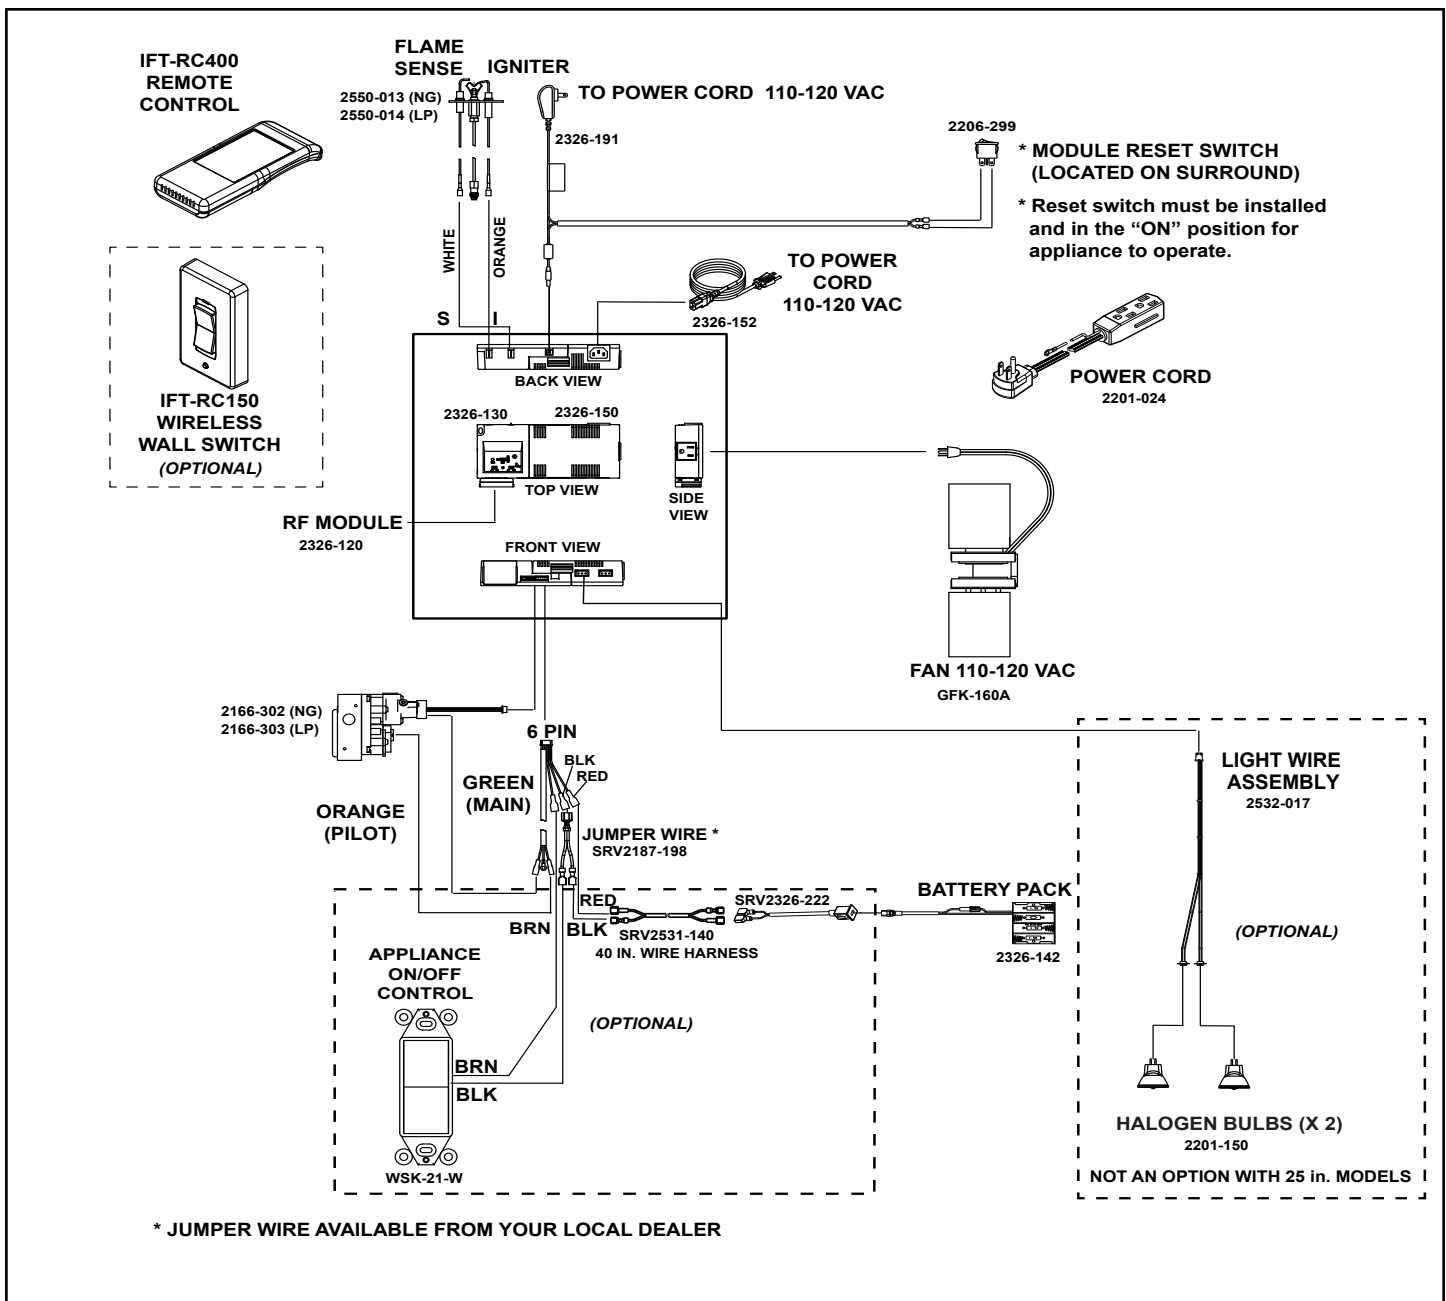 IFT-RC400
REMOTE
CONTROL
FLAME
SENSE
IGNITER
2550-013 (NG)
2550-014 (LP)
TO POWER CORD  110-120 VAC
2326-191
2206-299
* MODULE RESET SWITCH
(LOCATED ON SURROUND)
* Reset switch must be installed
and in the “ON” position for
appliance to operate.
WHITE
ORANGE
S
I
TO POWER
CORD
110-120 VAC
2326-152
POWER CORD
2201-024
IFT-RC150
WIRELESS
WALL SWITCH
(OPTIONAL)
BACK VIEW
2326-130
2326-150
TOP VIEW
SIDE
VIEW
RF MODULE
2326-120
FRONT VIEW
FAN 110-120 VAC
GFK-160A
2166-302 (NG)
2166-303 (LP)
6 PIN
BLK
RED
GREEN
(MAIN)
ORANGE
(PILOT)
JUMPER WIRE *
SRV2187-198
LIGHT WIRE
ASSEMBLY
2532-017
BRN
RED
BLK
SRV2531-140
40 IN. WIRE HARNESS
SRV2326-222
BATTERY PACK
2326-142
(OPTIONAL)
APPLIANCE
ON/OFF
CONTROL
(OPTIONAL)
BRN
BLK
WSK-21-W
HALOGEN BULBS (X 2)
2201-150
NOT AN OPTION WITH 25 in. MODELS
* JUMPER WIRE AVAILABLE FROM YOUR LOCAL DEALER